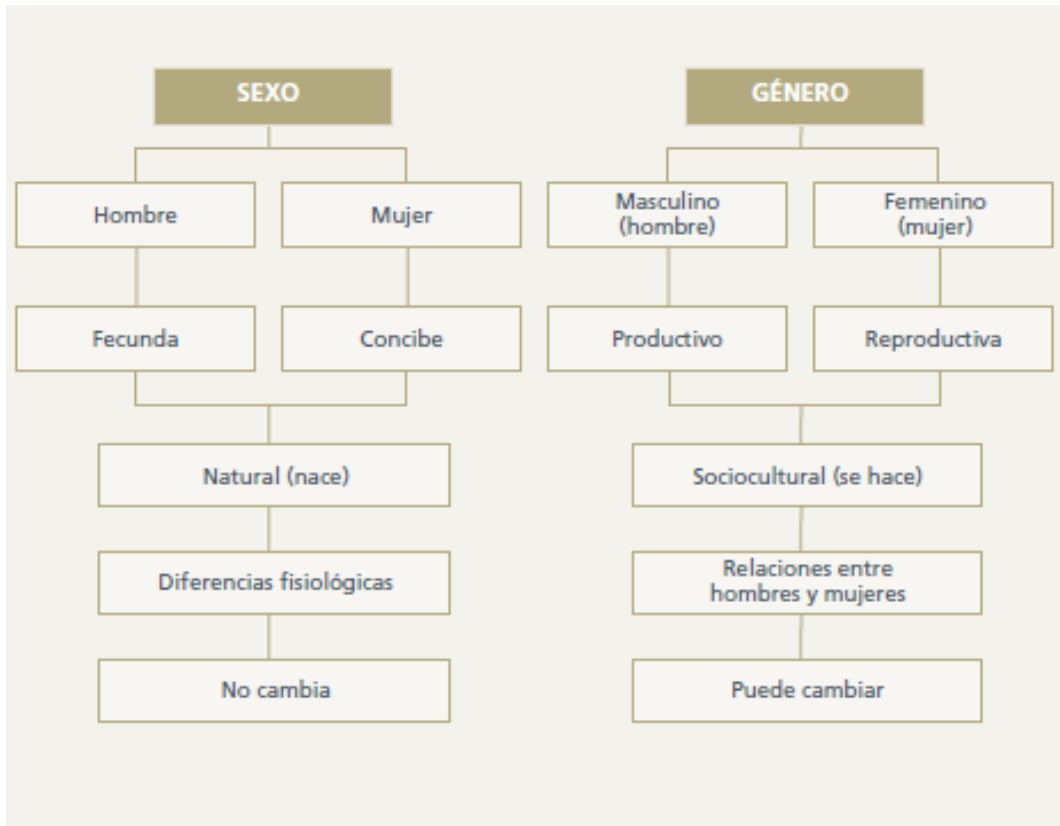 SEXO
GÉNERO
Hombre
Mujer
Masculino
(hombre)
Femenino
(mujer)
Fecunda
Concibe
Productivo
Reproductiva
Natural (nace)
Sociocultural (se hace)
Diferencias fisiológicas
Relaciones entre
hombres y mujeres
No cambia
Puede cambiar